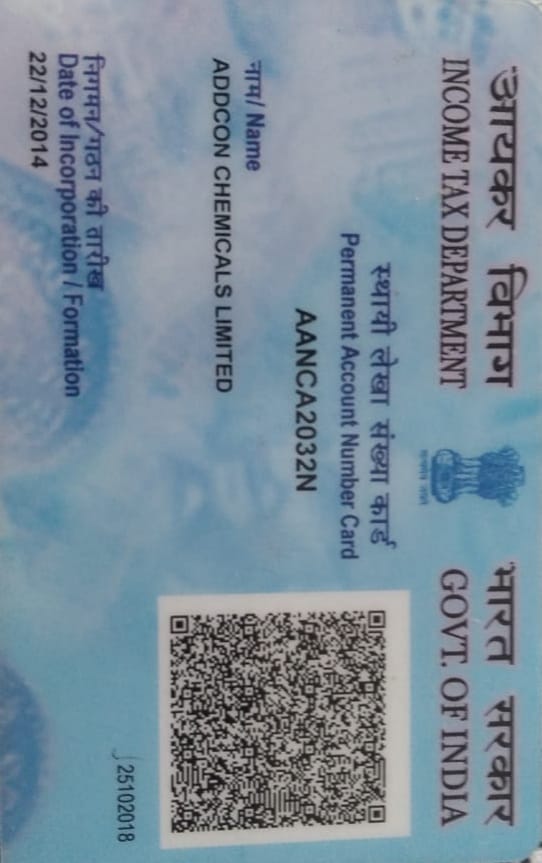 आयकर विभाग
INCOME TAX DEPARTMENT
भारत सरकार
GOVT. OF INDIA
सत्यमेव जयते
स्थायी लेखा संख्या कार्ड
Permanent Account Number Card
AANCA2032N
नाम/ Name
ADDCON CHEMICALS LIMITED
25102018
निगमन/गठन की तारीख
Date of Incorporation / Formation
22/12/2014